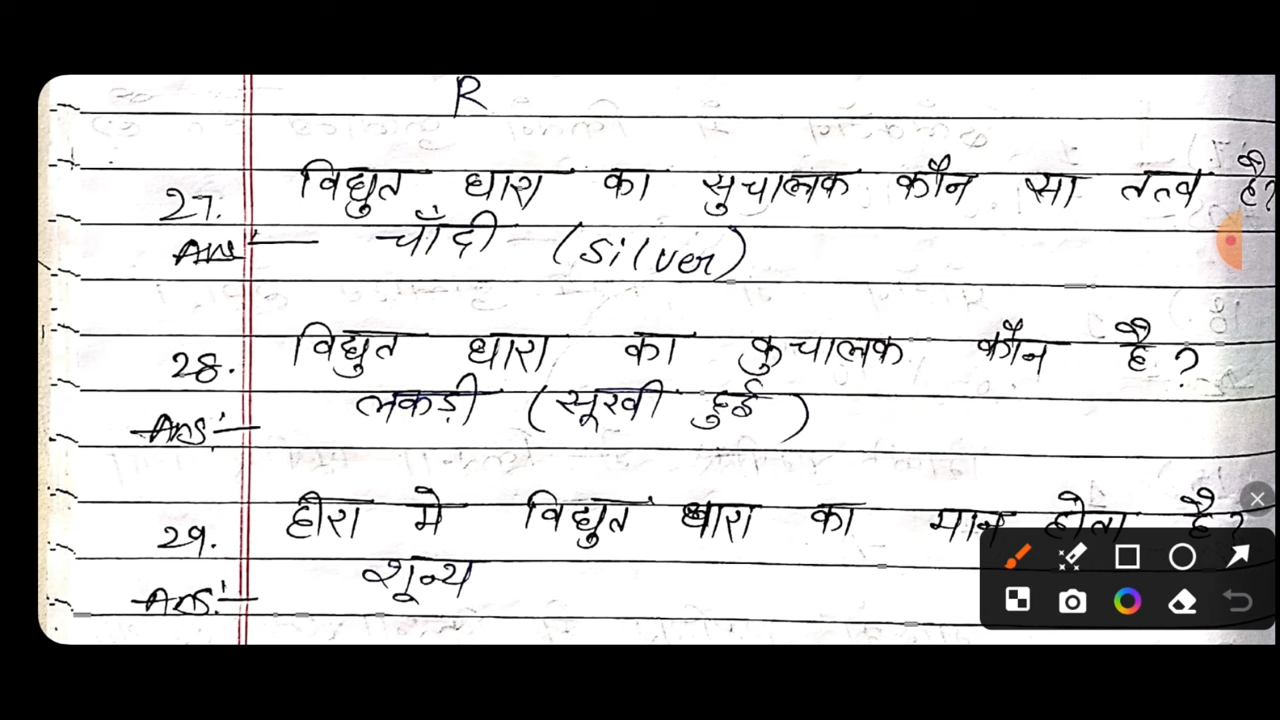 R
27. विद्युत धारा का सुचालक कौन सा तत्व है?
Ans:- चाँदी (Silver)
28. विद्युत धारा का कुचालक कौन है?
Ans:- लकड़ी (सूखी हुई)
29. हीरा मे विद्युत धारा का मान होता है?
Ans:- शून्य